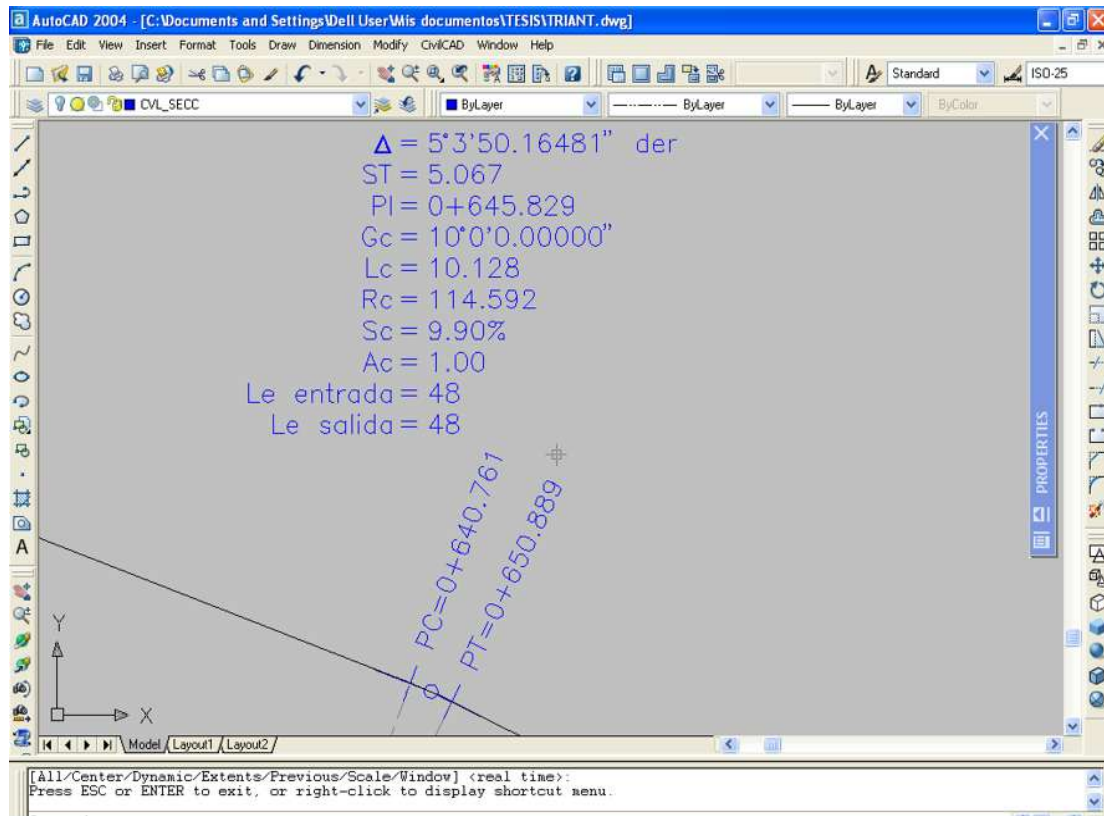 AutoCAD 2004 - [C:\Documents and Settings\Dell User\Mis documentos\TESIS\TRIANT.dwg]
File Edit View Insert Format Tools Draw Dimension Modify CivilCAD Window Help
Standard ISO-25
CVL_SECC ByLayer ByLayer ByLayer ByColor
Δ = 5°3'50.16481" der
ST = 5.067
PI = 0+645.829
Gc = 10°0'0.00000"
Lc = 10.128
Rc = 114.592
Sc = 9.90%
Ac = 1.00
Le entrada = 48
Le salida = 48
PC=0+640.761
PT=0+650.889
PROPERTIES
A
Y
X
Model Layout1 Layout2
[All/Center/Dynamic/Extents/Previous/Scale/Window] <real time>:
Press ESC or ENTER to exit, or right-click to display shortcut menu.